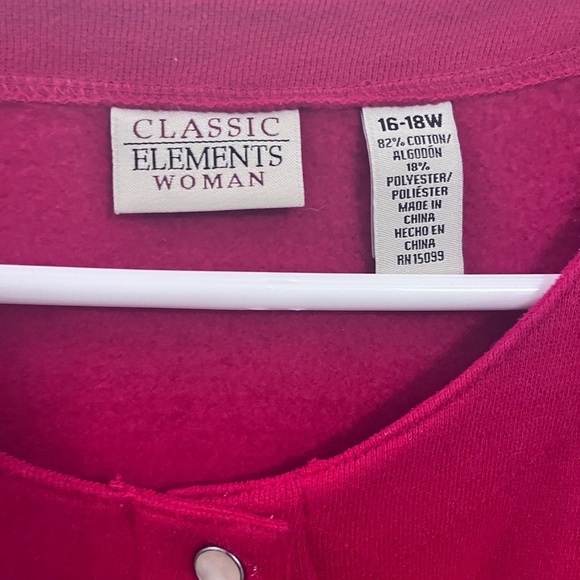 CLASSIC
ELEMENTS
WOMAN
16-18W
82% COTTON/
ALGODÓN
18%
POLYESTER/
POLIÉSTER
MADE IN
CHINA
HECHO EN
CHINA
RN 15099